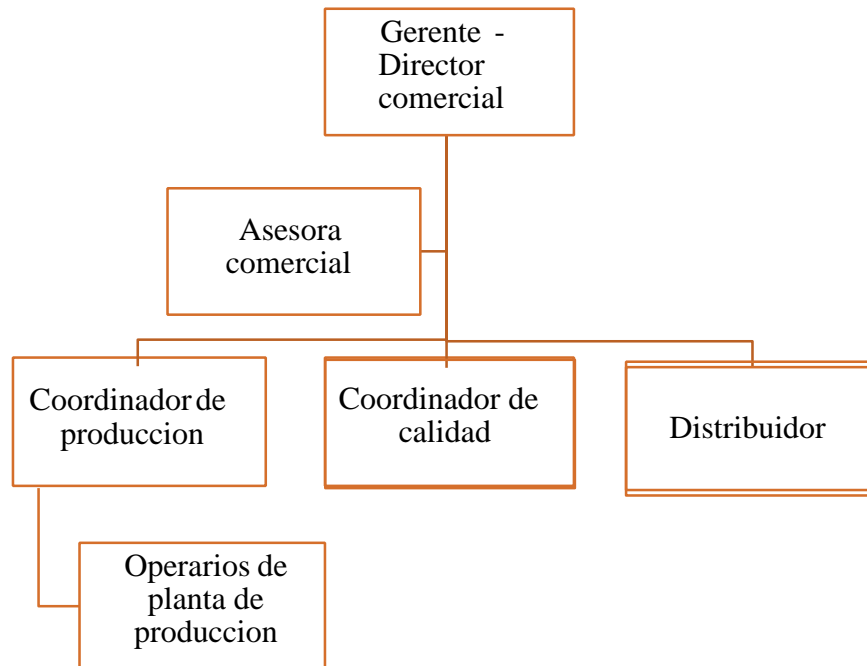 Gerente -
Director
comercial
Asesora
comercial
Coordinador de
produccion
Coordinador de
calidad
Distribuidor
Operarios de
planta de
produccion